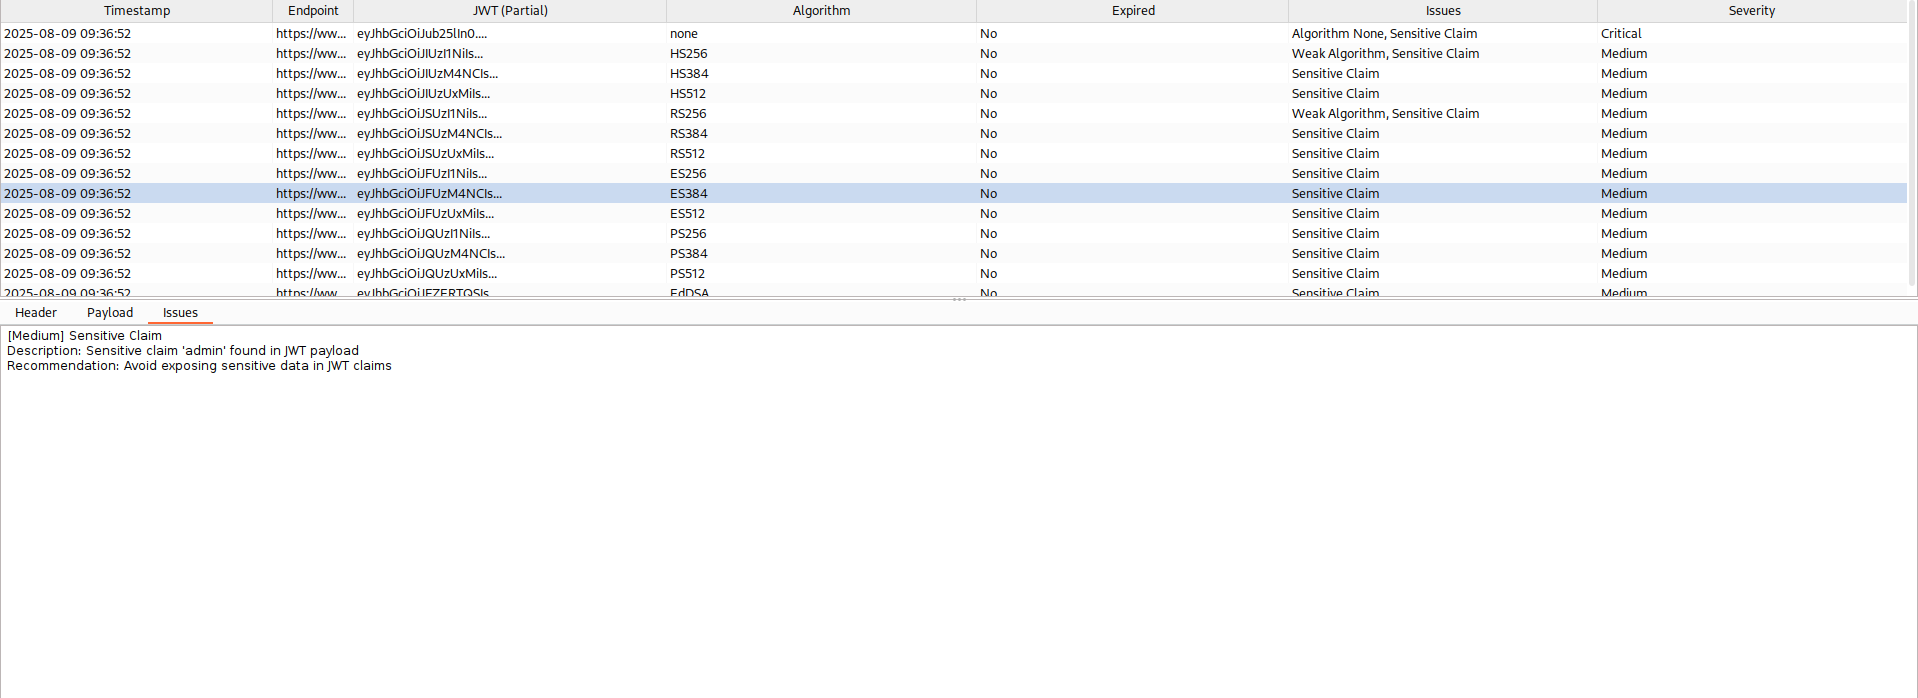 Timestamp Endpoint JWT (Partial) Algorithm Expired Issues Severity
2025-08-09 09:36:52 https://ww... eyJhbGciOiJub25lIn0.... none No Algorithm None, Sensitive Claim Critical
2025-08-09 09:36:52 https://ww... eyJhbGciOiJIUzI1NiIs... HS256 No Weak Algorithm, Sensitive Claim Medium
2025-08-09 09:36:52 https://ww... eyJhbGciOiJIUzM4NCIs... HS384 No Sensitive Claim Medium
2025-08-09 09:36:52 https://ww... eyJhbGciOiJIUzUxMiIs... HS512 No Sensitive Claim Medium
2025-08-09 09:36:52 https://ww... eyJhbGciOiJSUzI1NiIs... RS256 No Weak Algorithm, Sensitive Claim Medium
2025-08-09 09:36:52 https://ww... eyJhbGciOiJSUzM4NCIs... RS384 No Sensitive Claim Medium
2025-08-09 09:36:52 https://ww... eyJhbGciOiJSUzUxMiIs... RS512 No Sensitive Claim Medium
2025-08-09 09:36:52 https://ww... eyJhbGciOiJFUzI1NiIs... ES256 No Sensitive Claim Medium
2025-08-09 09:36:52 https://ww... eyJhbGciOiJFUzM4NCIs... ES384 No Sensitive Claim Medium
2025-08-09 09:36:52 https://ww... eyJhbGciOiJFUzUxMiIs... ES512 No Sensitive Claim Medium
2025-08-09 09:36:52 https://ww... eyJhbGciOiJQUzI1NiIs... PS256 No Sensitive Claim Medium
2025-08-09 09:36:52 https://ww... eyJhbGciOiJQUzM4NCIs... PS384 No Sensitive Claim Medium
2025-08-09 09:36:52 https://ww... eyJhbGciOiJQUzUxMiIs... PS512 No Sensitive Claim Medium
2025-08-09 09:36:52 https://ww... eyJhbGciOiJFZERTQSIs... EdDSA No Sensitive Claim Medium
Header Payload Issues
[Medium] Sensitive Claim
Description: Sensitive claim 'admin' found in JWT payload
Recommendation: Avoid exposing sensitive data in JWT claims